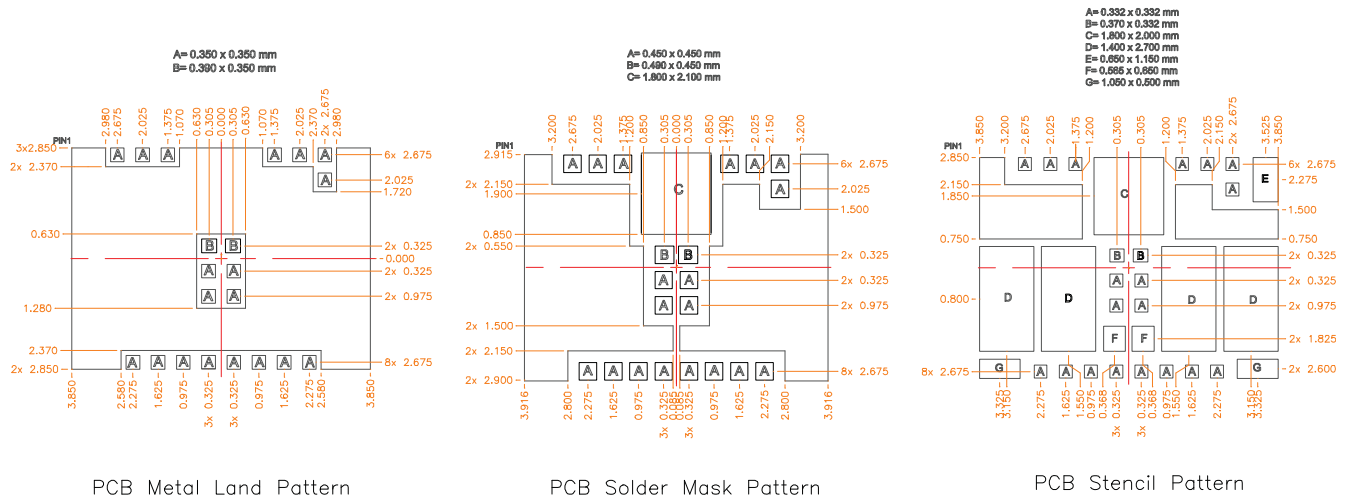 A= 0.350 x 0.350 mm
B= 0.390 x 0.350 mm
2.980 2.675 2.025 1.375 1.070 0.630 0.305 0.000 0.305 0.630 1.070 1.375 2.025 2.370 2x 2.675 2.980
PIN1
3x2.850
A A A A A A 6x 2.675
2x 2.370
A 2.025
1.720
0.630
B B 2x 0.325
0.000
A A 2x 0.325
A A 2x 0.975
1.280
2.370
A A A A A A A A 8x 2.675
2x 2.850
3.850 2.580 2.275 1.625 0.975 3x 0.325 3x 0.325 0.975 1.625 2.275 2.580 3.850
PCB Metal Land Pattern
A= 0.450 x 0.450 mm
B= 0.490 x 0.450 mm
C= 1.800 x 2.100 mm
3.200 2.675 2.025 1.375 1.200 0.850 0.305 0.000 0.305 0.850 1.200 1.375 2.025 2.150 3.200
PIN1
2.915
A A A A A A 6x 2.675
2x 2.150
C A 2.025
1.900
1.500
0.850
2x 0.550
B B 2x 0.325
A A 2x 0.325
A A 2x 0.975
2x 1.500
2x 2.150
A A A A A A A A 8x 2.675
2x 2.900
3.916 2.800 2.275 1.625 0.975 3x 0.325 0.085 0.085 3x 0.325 0.975 1.625 2.275 2.800 3.916
PCB Solder Mask Pattern
A= 0.332 x 0.332 mm
B= 0.370 x 0.332 mm
C= 1.800 x 2.000 mm
D= 1.400 x 2.700 mm
E= 0.650 x 1.150 mm
F= 0.565 x 0.650 mm
G= 1.050 x 0.500 mm
3.850 3.200 2.675 2.025 1.375 1.200 0.305 0.305 1.200 1.375 2.025 2.150 2x 2.675 3.525 3.850
PIN1
2.850
A A A A A A 6x 2.675
E 2.275
2.150
C A
1.850
1.500
0.750 0.750
B B 2x 0.325
A A 2x 0.325
0.800 D D D D
A A 2x 0.975
F F 2x 1.825
G G 2x 2.600
8x 2.675 A A A A A A A A
3.325 3.150 2.275 1.625 1.550 0.975 0.368 3x 0.325 3x 0.325 0.368 0.975 1.550 1.625 2.275 3.150 3.325
PCB Stencil Pattern